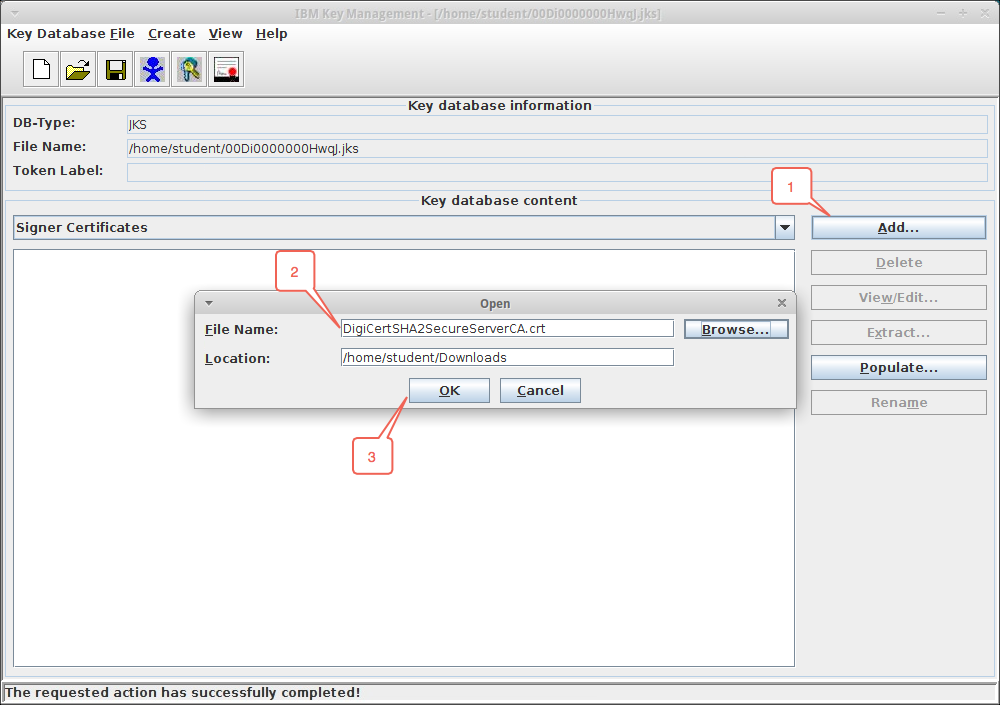 IBM Key Management - [/home/student/00Di0000000HwqJ.jks]
Key Database File Create View Help
Key database information
DB-Type: JKS
File Name: /home/student/00Di0000000HwqJ.jks
Token Label:
Key database content
1
Signer Certificates
Add...
Delete
View/Edit...
Extract...
Populate...
Rename
2
Open
File Name: DigiCertSHA2SecureServerCA.crt Browse...
Location: /home/student/Downloads
OK Cancel
3
The requested action has successfully completed!